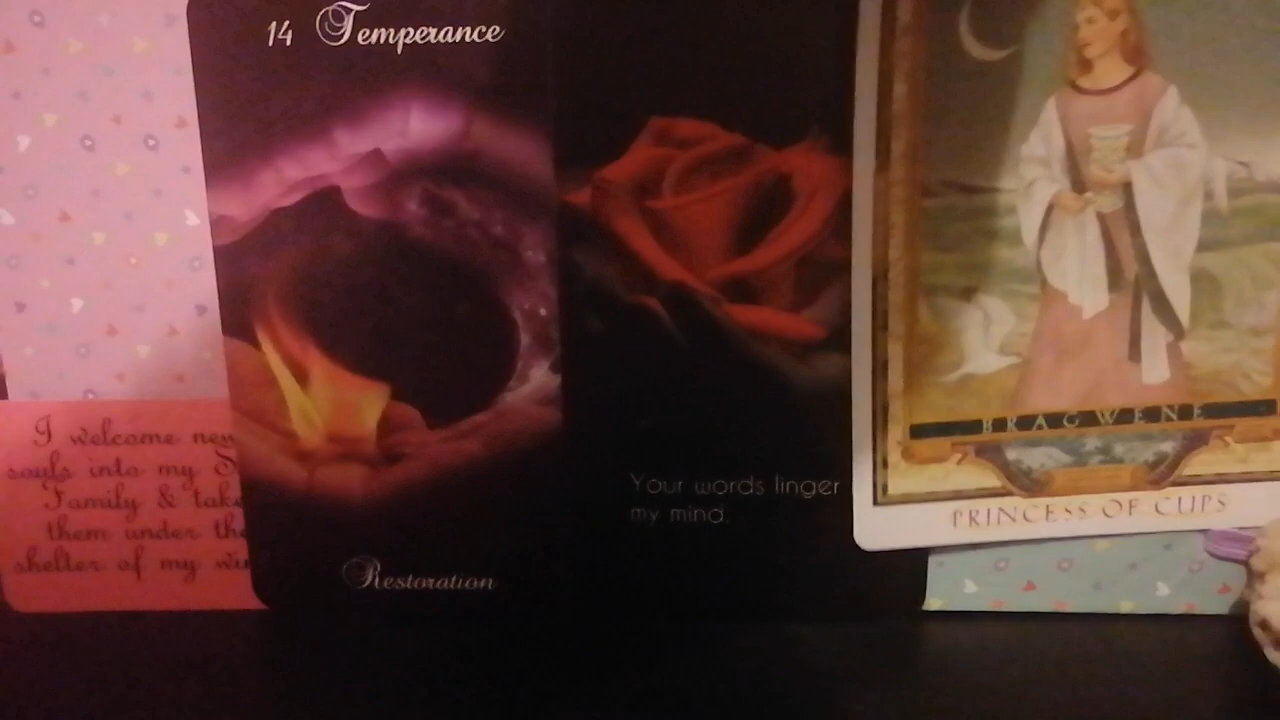 14 Temperance
Restoration
I welcome new
souls into my
Family & take
them under the
shelter of my
Your words linger
my mind.
BRAGWENE
PRINCESS OF CUPS